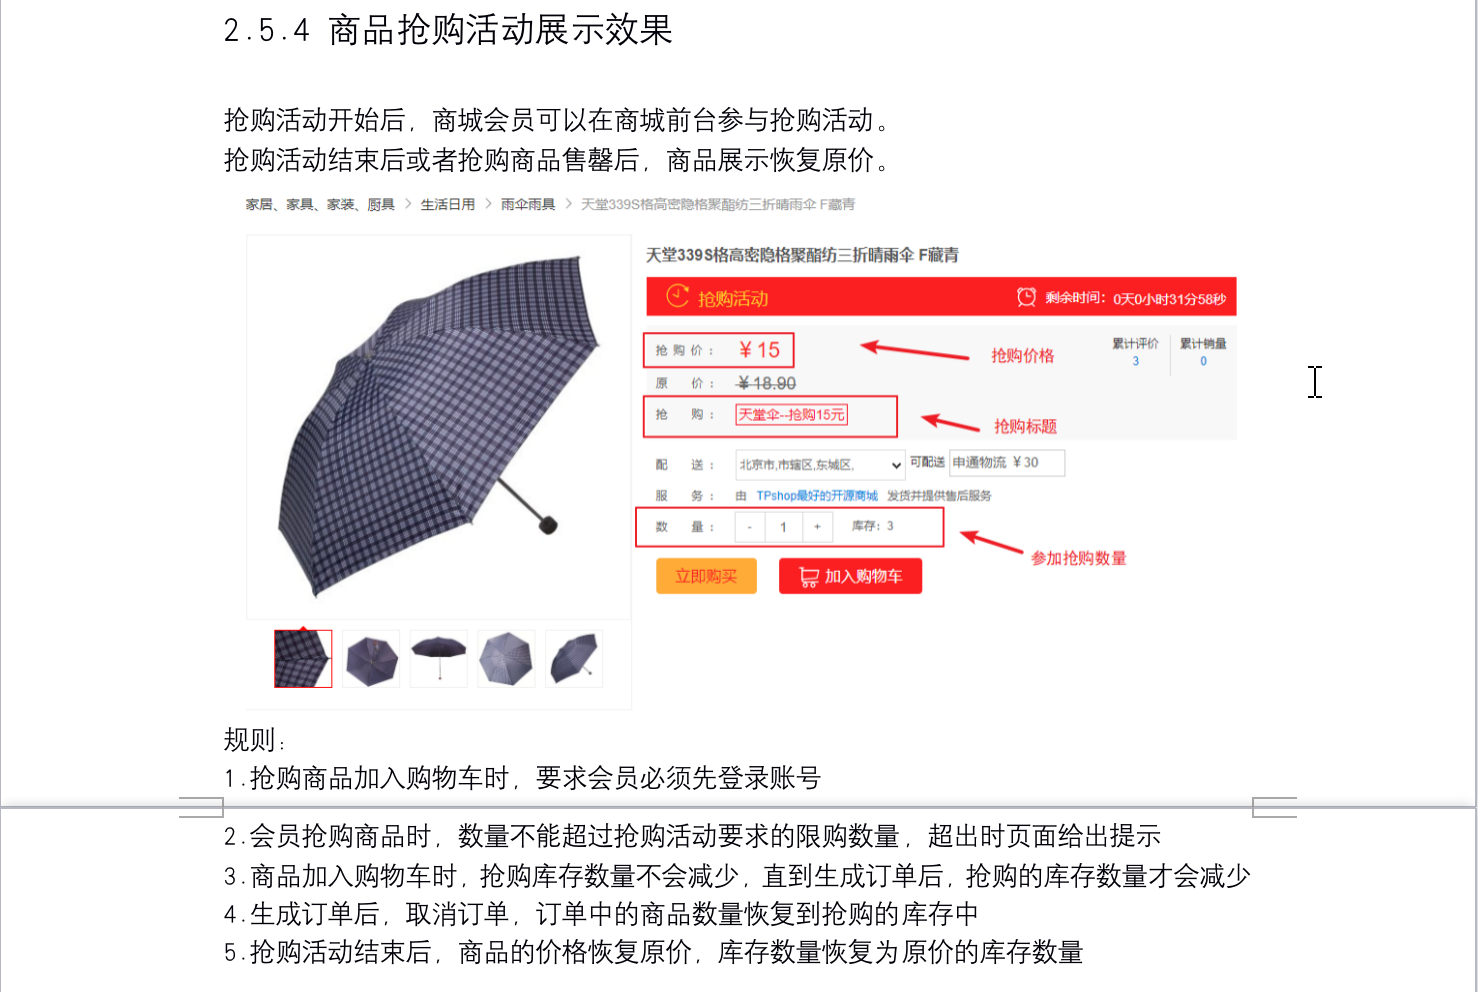 2.5.4 商品抢购活动展示效果
抢购活动开始后，商城会员可以在商城前台参与抢购活动。
抢购活动结束后或者抢购商品售罄后，商品展示恢复原价。
家居、家具、家装、厨具 > 生活日用 > 雨伞雨具 > 天堂339S格高密隐格聚酯纺三折晴雨伞 F藏青
天堂339S格高密隐格聚酯纺三折晴雨伞 F藏青
抢购活动 剩余时间：0天0小时31分58秒
抢购价： ￥15 抢购价格 累计评价 3 累计销量 0
原价： ￥18.90
抢购： 天堂伞--抢购15元 抢购标题
配送： 北京市,市辖区,东城区, 可配送 申通物流 ￥30
服务： 由 TPshop最好的开源商城 发货并提供售后服务
数量： - 1 + 库存：3
参加抢购数量
立即购买 加入购物车
规则：
1.抢购商品加入购物车时，要求会员必须先登录账号
2.会员抢购商品时，数量不能超过抢购活动要求的限购数量，超出时页面给出提示
3.商品加入购物车时，抢购库存数量不会减少，直到生成订单后，抢购的库存数量才会减少
4.生成订单后，取消订单，订单中的商品数量恢复到抢购的库存中
5.抢购活动结束后，商品的价格恢复原价，库存数量恢复为原价的库存数量